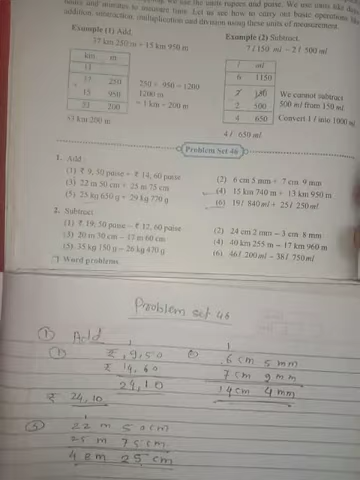 addition, subtraction, multiplication and division using these units of measurement.
Example (1) Add
37 km 250 m + 15 km 950 m
km m
250
15 950
200
250 + 950 = 1200
1200 m
= 1 km + 200 m
53 km 200 m
Example (2) Subtract
7 l 150 ml − 2 l 500 ml
l ml
6 1150
7 150
2 500
4 650
We cannot subtract
500 ml from 150 ml
Convert 1 l into 1000 ml
4 l 650 ml
Problem Set 46
1. Add
(1) ₹ 9, 50 paise + ₹ 14, 60 paise
(2) 6 cm 5 mm + 7 cm 9 mm
(3) 22 m 50 cm + 25 m 75 cm
(4) 15 km 740 m + 13 km 950 m
(5) 25 kg 650 g + 29 kg 770 g
(6) 19 l 840 ml + 25 l 250 ml
2. Subtract
(1) ₹ 19, 50 paise − ₹ 12, 60 paise
(2) 24 cm 2 mm − 3 cm 8 mm
(3) 20 m 30 cm − 17 m 60 cm
(4) 40 km 255 m − 17 km 960 m
(5) 35 kg 150 g − 26 kg 470 g
(6) 46 l 200 ml − 38 l 750 ml
Word problems
Problem set 46
① Add
₹ 9.50
₹ 14.60
24.10
₹ 24.10
6 cm 5 mm
7 cm 9 mm
14 cm 4 mm
③ 22 m 50 cm
25 m 75 cm
48 m 25 cm